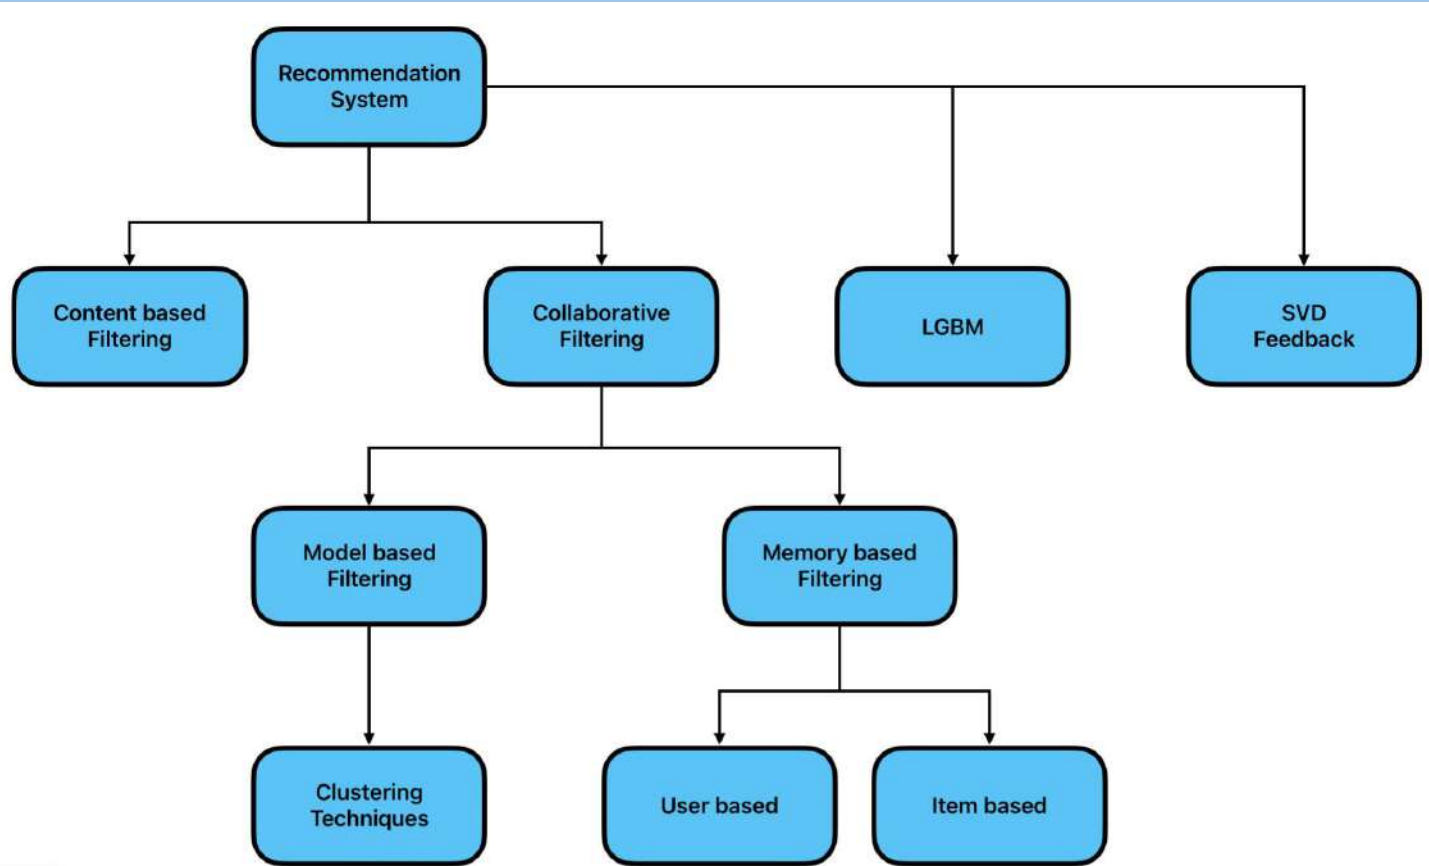 Recommendation
System
Content based
Filtering
Collaborative
Filtering
LGBM
SVD
Feedback
Model based
Filtering
Memory based
Filtering
Clustering
Techniques
User based
Item based